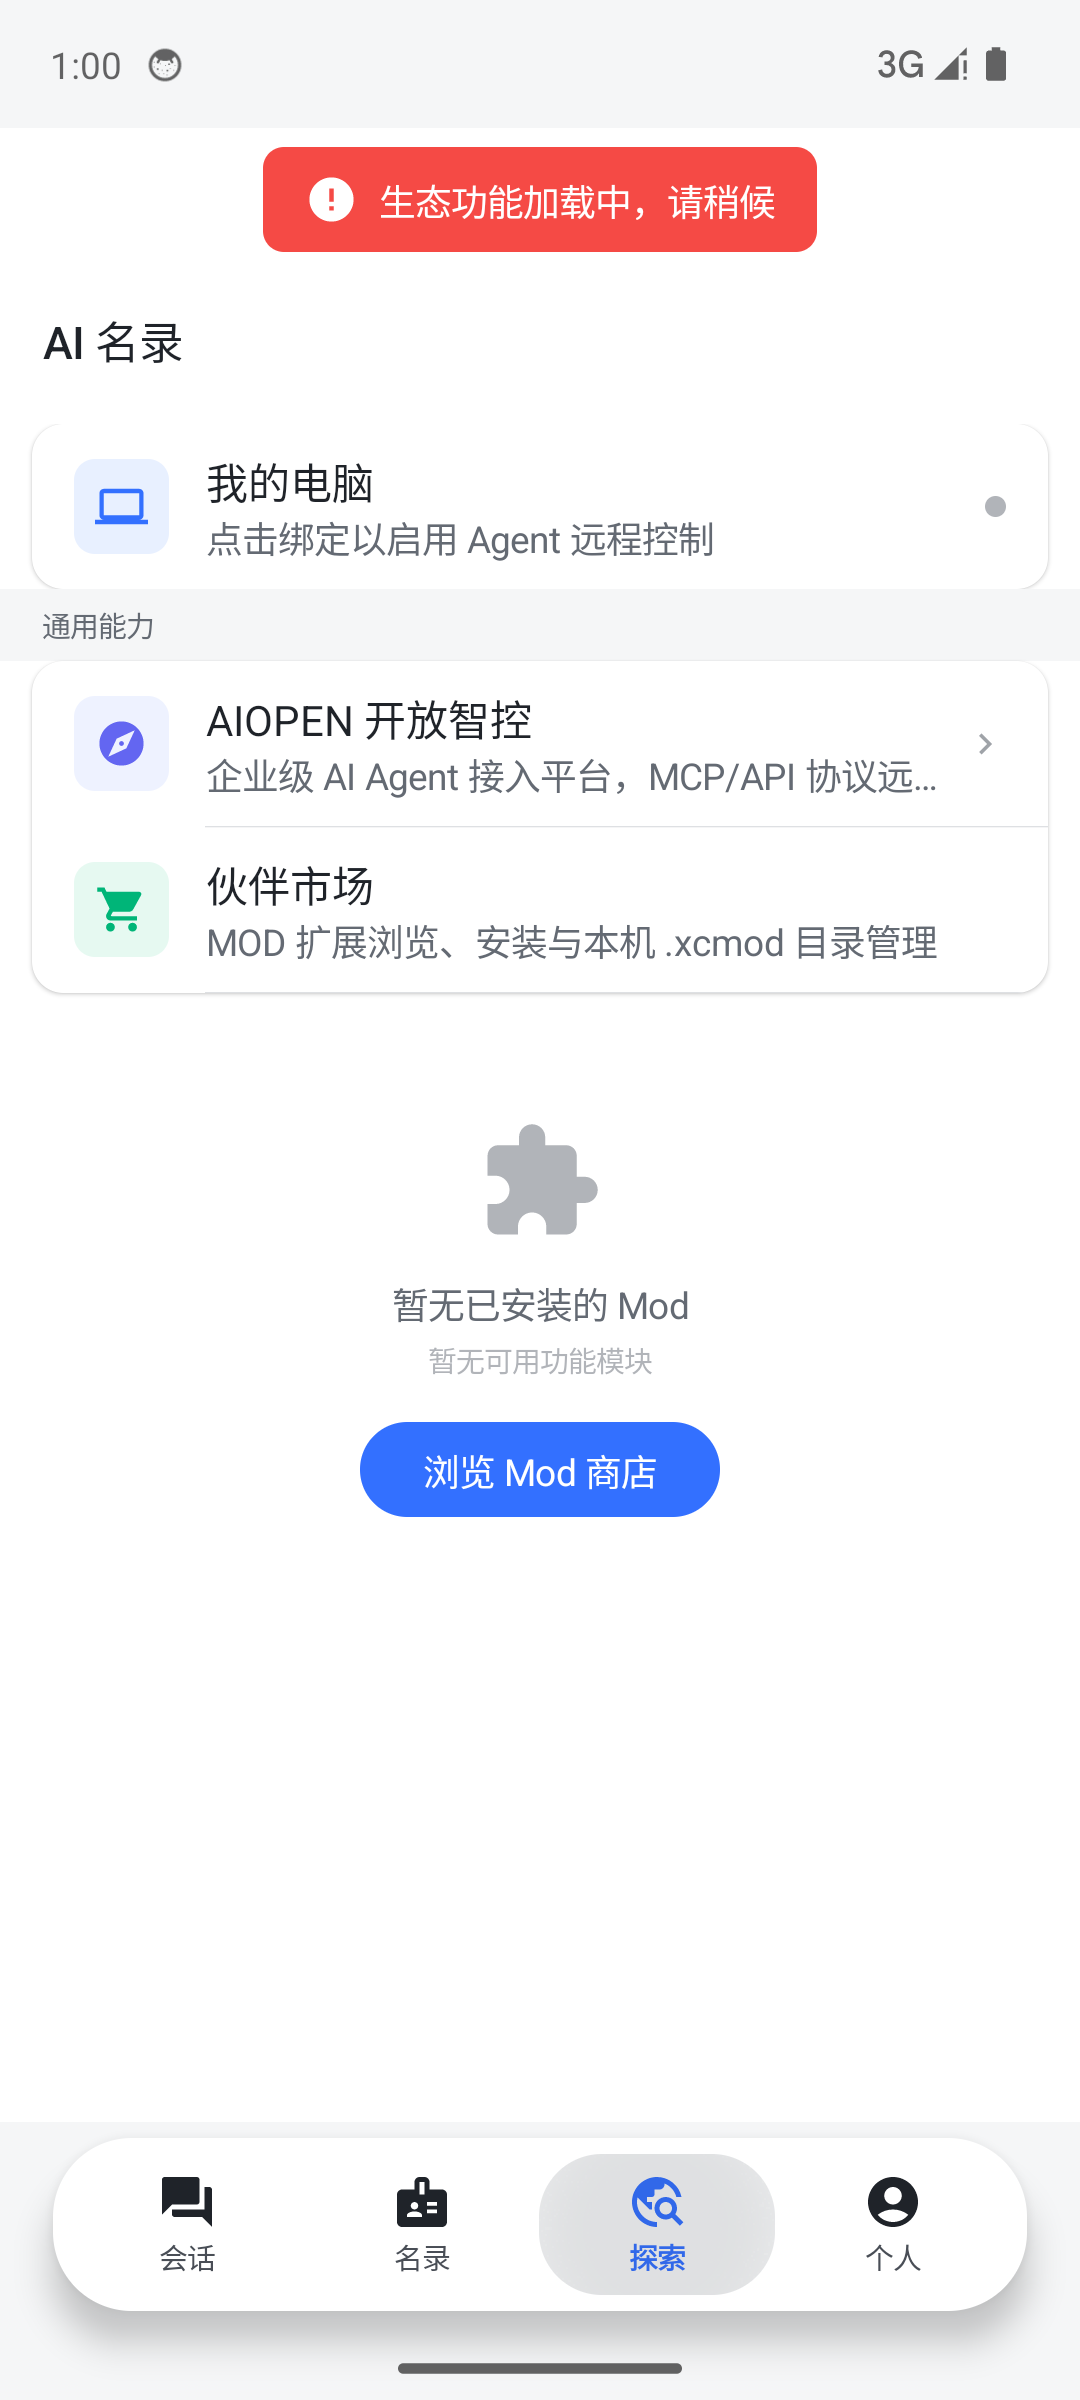 1:00
3G
生态功能加载中，请稍候
AI 名录
我的电脑
点击绑定以启用 Agent 远程控制
通用能力
AIOPEN 开放智控
企业级 AI Agent 接入平台，MCP/API 协议远...
伙伴市场
MOD 扩展浏览、安装与本机 .xcmod 目录管理
暂无已安装的 Mod
暂无可用功能模块
浏览 Mod 商店
会话
名录
探索
个人